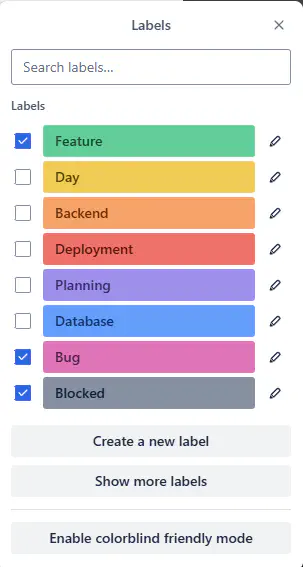 Labels
Search labels...
Labels
Feature
Day
Backend
Deployment
Planning
Database
Bug
Blocked
Create a new label
Show more labels
Enable colorblind friendly mode